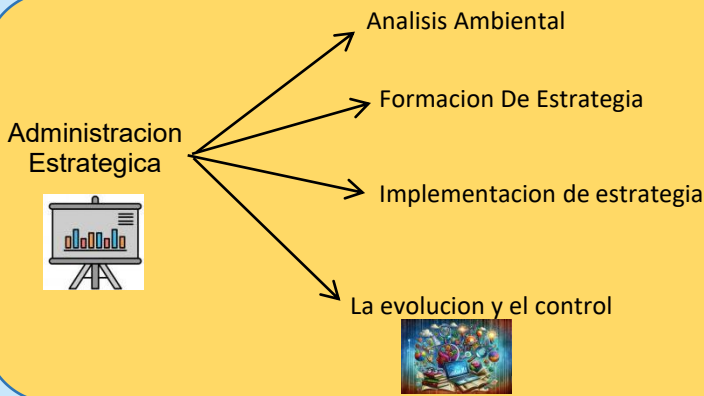 Analisis Ambiental
Formacion De Estrategia
Administracion
Estrategica
Implementacion de estrategia
La evolucion y el control